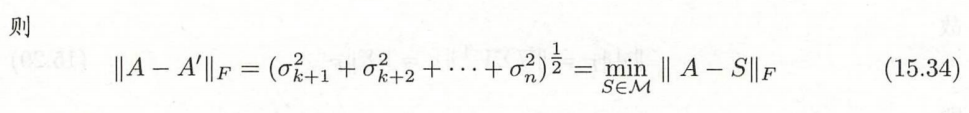 则
‖A − A′‖_F = (σ²_{k+1} + σ²_{k+2} + ⋯ + σ²_n)^{1/2} = min_{S∈ℳ} ‖ A − S‖_F (15.34)